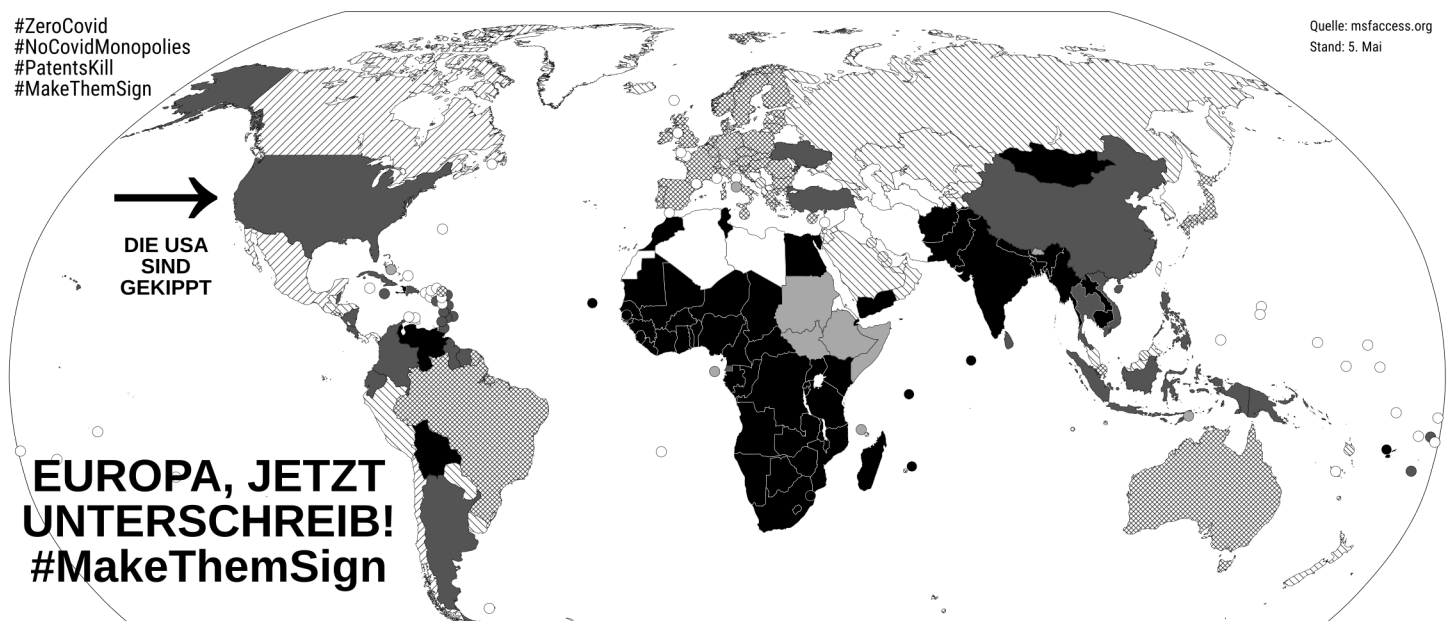 #ZeroCovid
#NoCovidMonopolies
#PatentsKill
#MakeThemSign
Quelle: msfaccess.org
Stand: 5. Mai
DIE USA
SIND
GEKIPPT
EUROPA, JETZT
UNTERSCHREIB!
#MakeThemSign